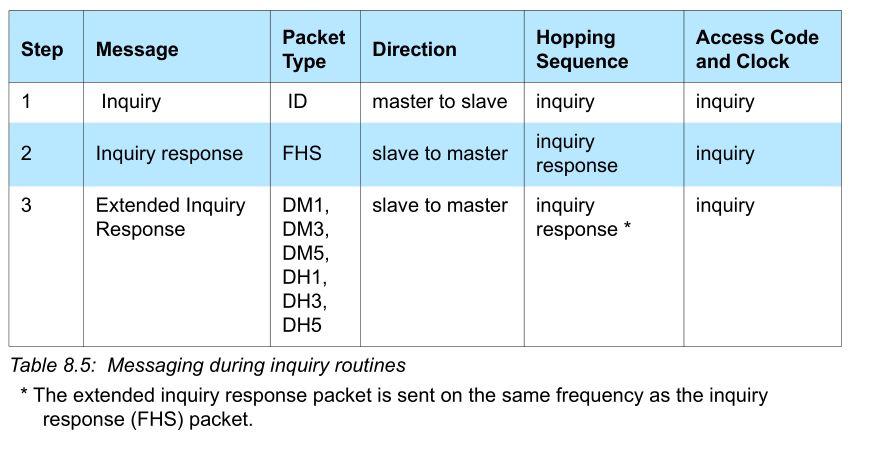 Step Message Packet Type Direction Hopping Sequence Access Code and Clock
1 Inquiry ID master to slave inquiry inquiry
2 Inquiry response FHS slave to master inquiry response inquiry
3 Extended Inquiry Response DM1, DM3, DM5, DH1, DH3, DH5 slave to master inquiry response * inquiry
Table 8.5: Messaging during inquiry routines
* The extended inquiry response packet is sent on the same frequency as the inquiry
response (FHS) packet.